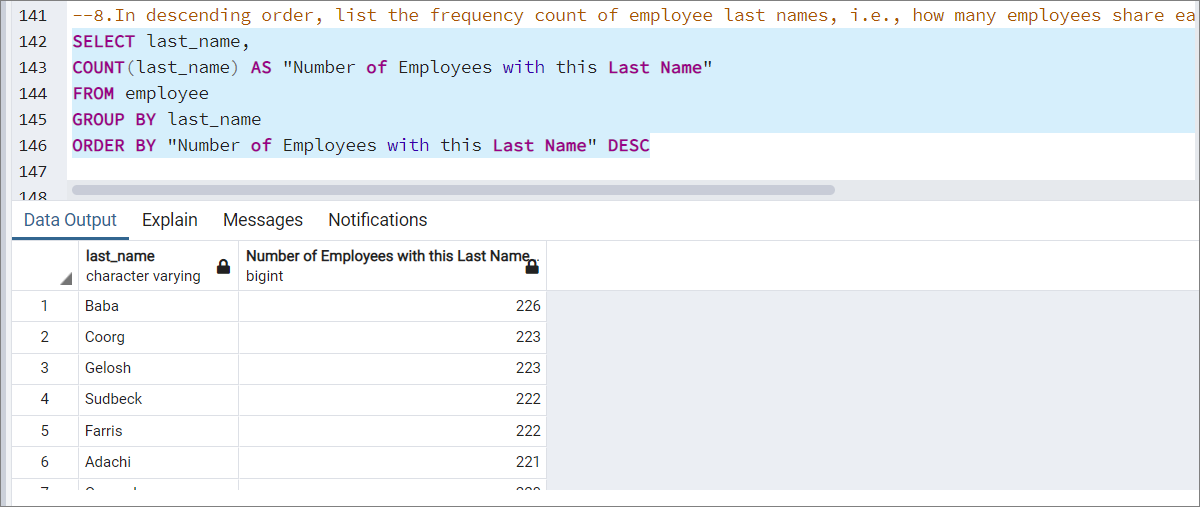 141 --8.In descending order, list the frequency count of employee last names, i.e., how many employees share ea
142 SELECT last_name,
143 COUNT(last_name) AS "Number of Employees with this Last Name"
144 FROM employee
145 GROUP BY last_name
146 ORDER BY "Number of Employees with this Last Name" DESC
147
148
Data Output Explain Messages Notifications
last_name Number of Employees with this Last Name
character varying bigint
1 Baba 226
2 Coorg 223
3 Gelosh 223
4 Sudbeck 222
5 Farris 222
6 Adachi 221